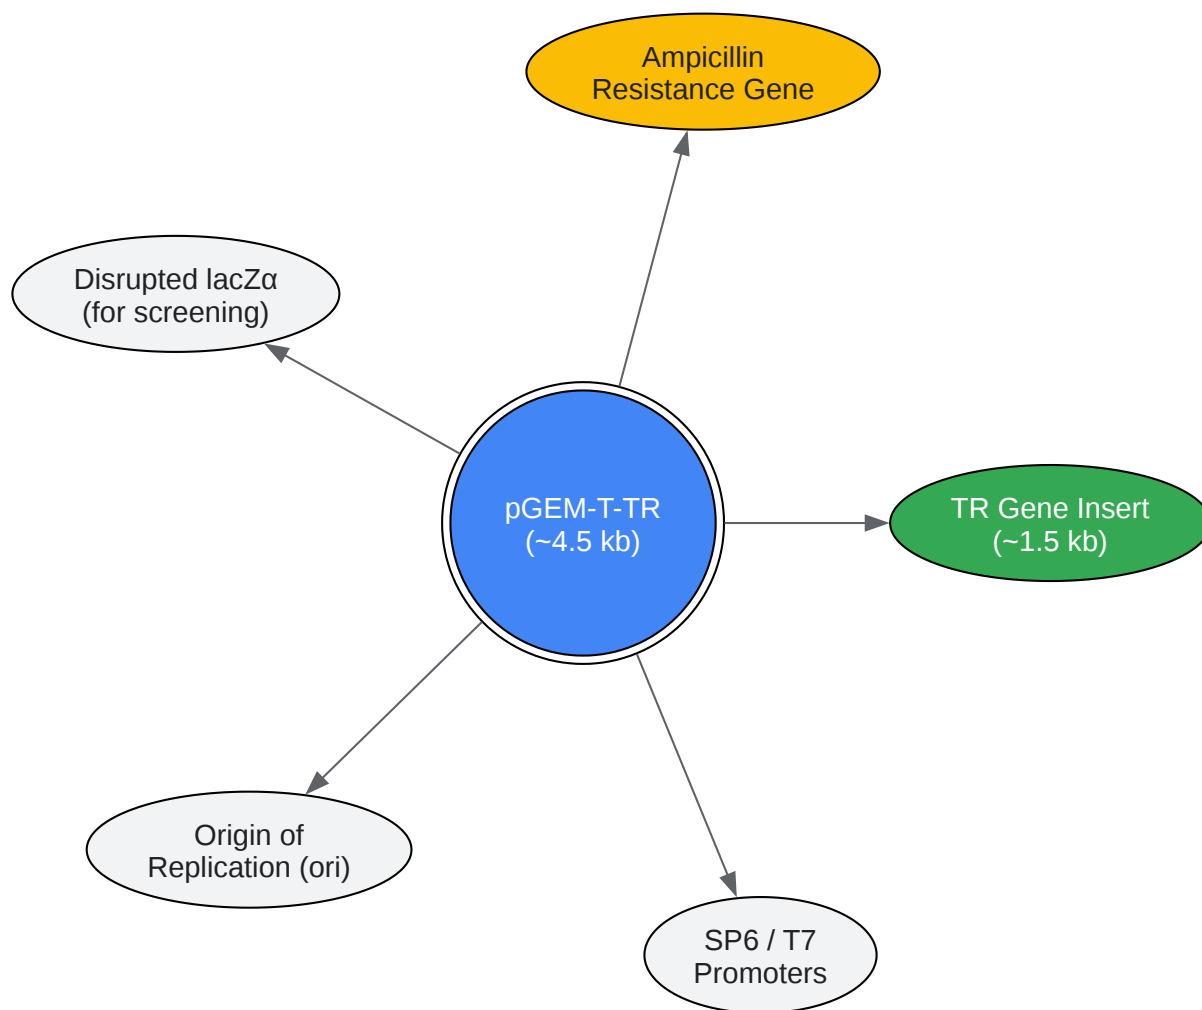 Ampicillin
Resistance Gene
Disrupted lacZα
(for screening)
pGEM-T-TR
(~4.5 kb)
TR Gene Insert
(~1.5 kb)
Origin of
Replication (ori)
SP6 / T7
Promoters